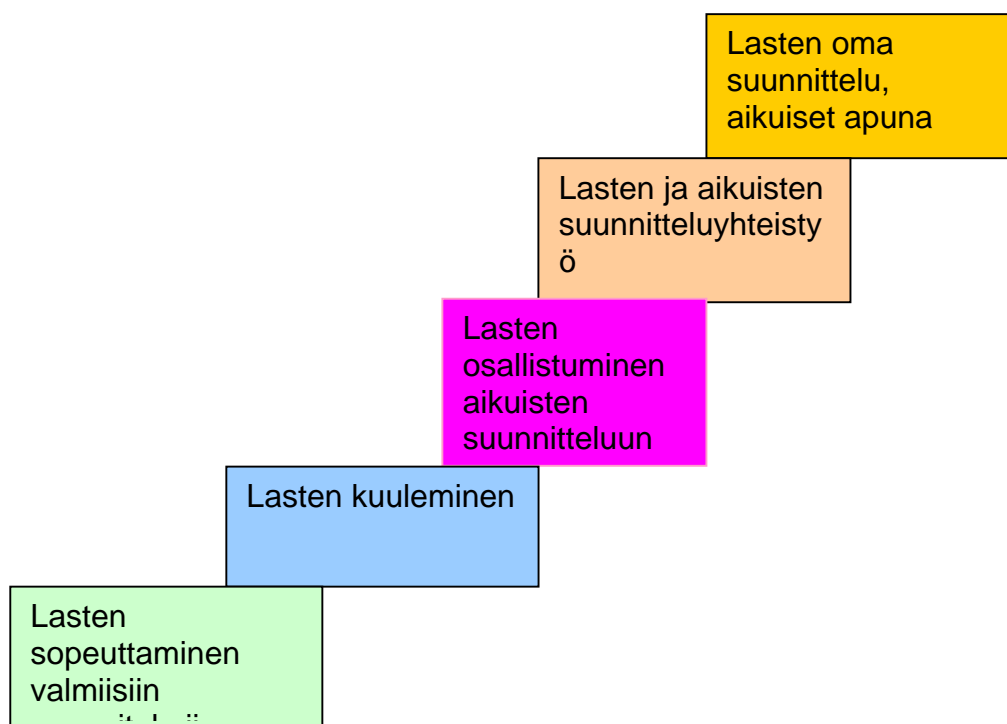 Lasten oma
suunnittelu,
aikuiset apuna
Lasten ja aikuisten
suunnitteluyhteisty
ö
Lasten
osallistuminen
aikuisten
suunnitteluun
Lasten kuuleminen
Lasten
sopeuttaminen
valmiisiin